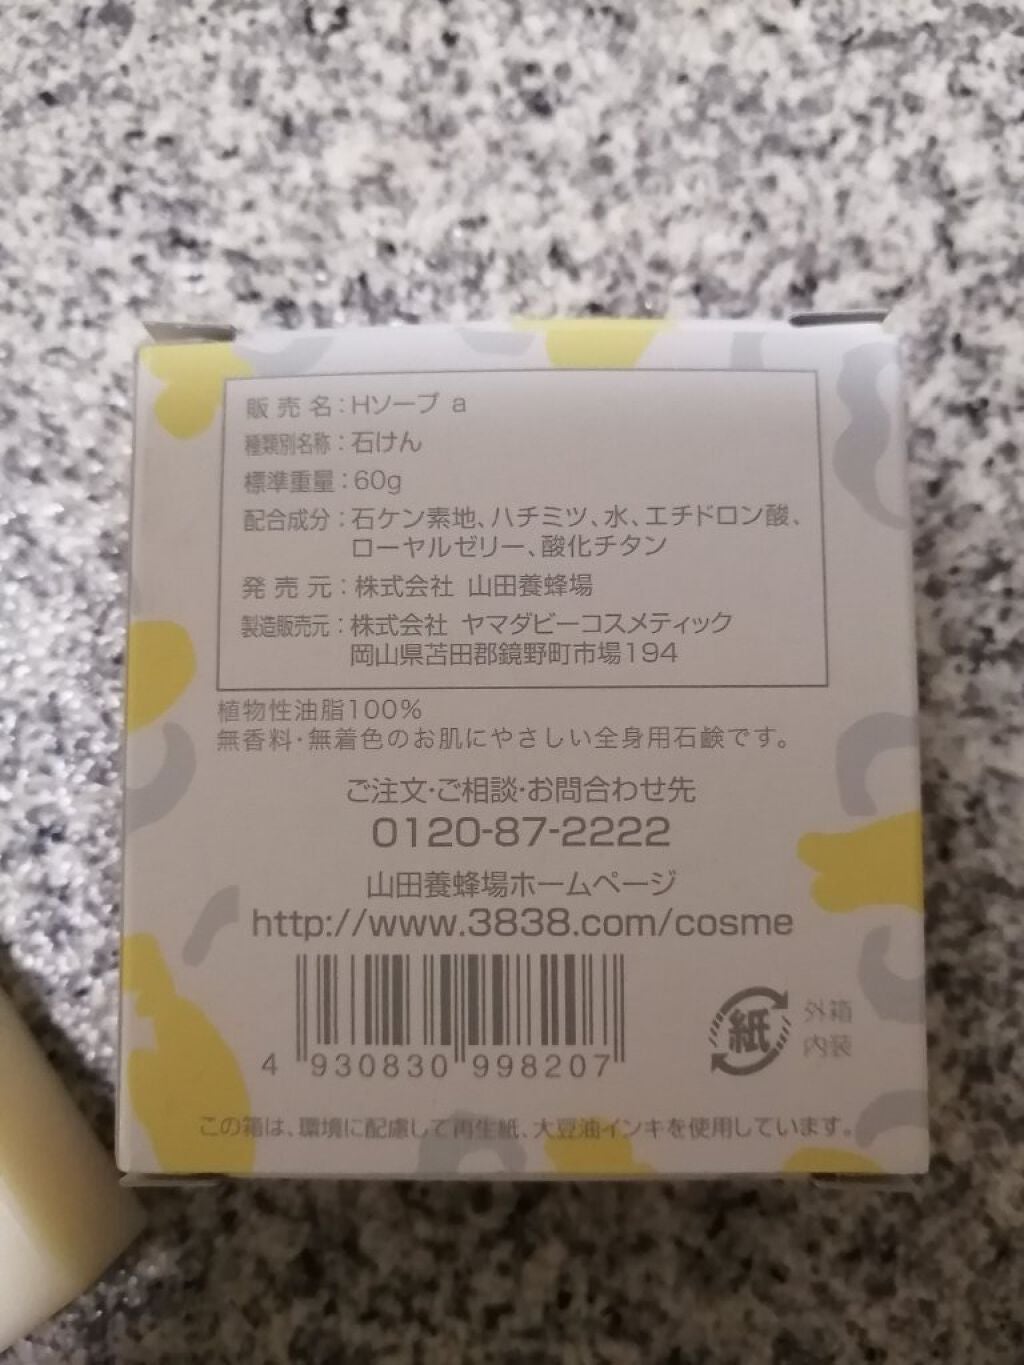 販売名：Hソープ a
種類別名称：石けん
標準重量：60g
配合成分：石ケン素地、ハチミツ、水、エチドロン酸、
ローヤルゼリー、酸化チタン
発売元：株式会社 山田養蜂場
製造販売元：株式会社 ヤマダビーコスメティック
岡山県苫田郡鏡野町市場194
植物性油脂100%
無香料・無着色のお肌にやさしい全身用石鹸です。
ご注文・ご相談・お問合わせ先
0120-87-2222
山田養蜂場ホームページ
http://www.3838.com/cosme
4 930830 998207
紙
外箱
内装
この箱は、環境に配慮して再生紙、大豆油インキを使用しています。